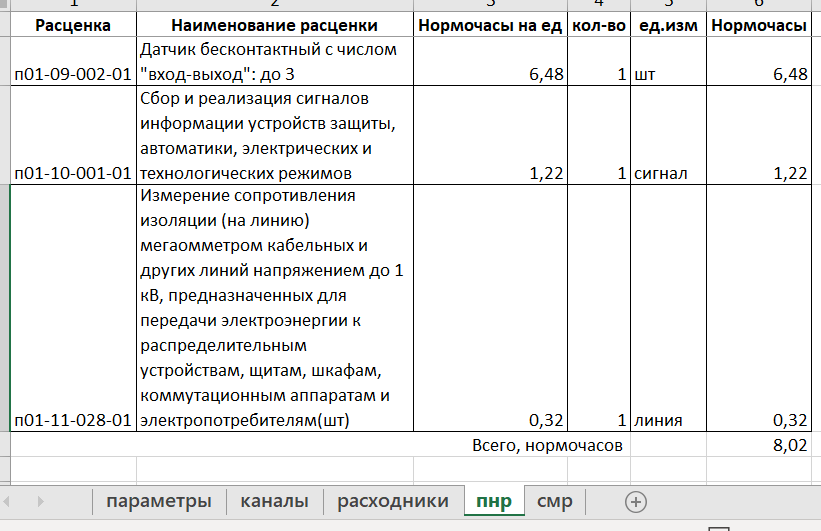 1 2 3 4 5 6
Расценка Наименование расценки Нормочасы на ед кол-во ед.изм Нормочасы
Датчик бесконтактный с числом
п01-09-002-01 "вход-выход": до 3 6,48 1 шт 6,48
Сбор и реализация сигналов
информации устройств защиты,
автоматики, электрических и
п01-10-001-01 технологических режимов 1,22 1 сигнал 1,22
Измерение сопротивления
изоляции (на линию)
мегаомметром кабельных и
других линий напряжением до 1
кВ, предназначенных для
передачи электроэнергии к
распределительным
устройствам, щитам, шкафам,
коммутационным аппаратам и
п01-11-028-01 электропотребителям(шт) 0,32 1 линия 0,32
Всего, нормочасов 8,02
параметры каналы расходники пнр смр